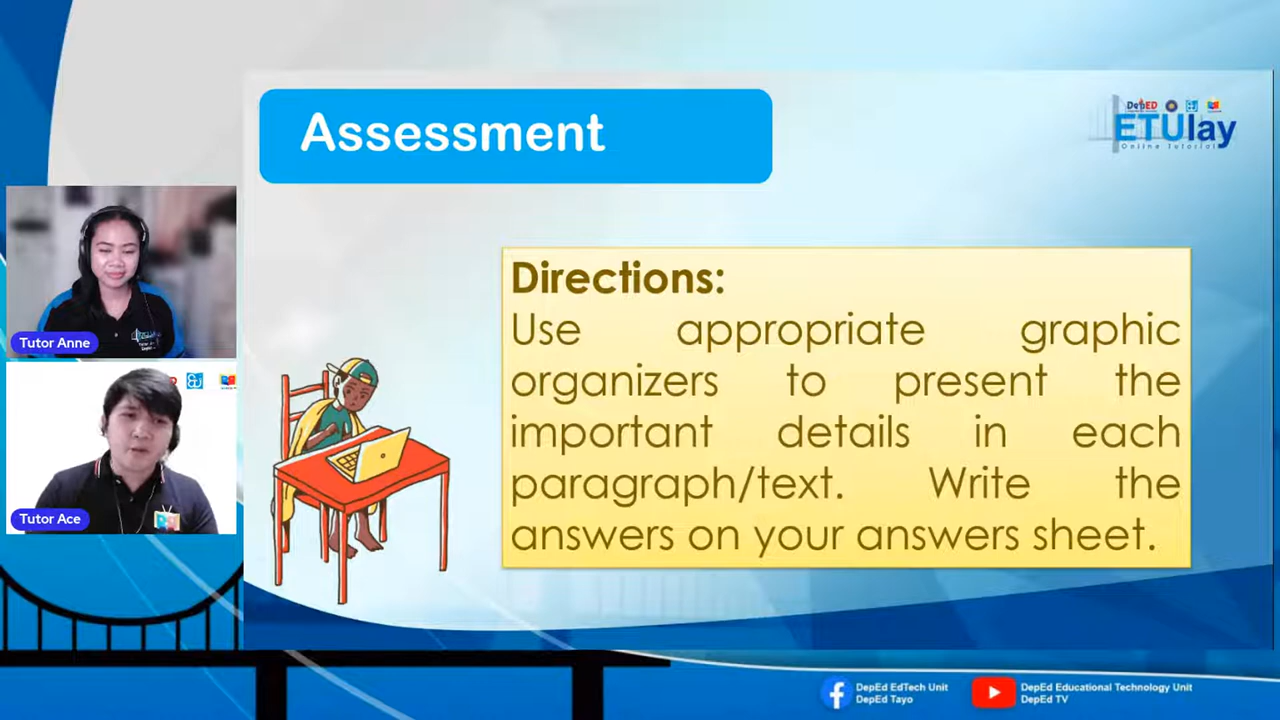 Assessment
DepED
ETUlay
Online Tutorial
Directions:
Use appropriate graphic
organizers to present the
important details in each
paragraph/text. Write the
answers on your answers sheet.
Tutor Anne
Tutor Ace
DepEd EdTech Unit
DepEd Tayo
DepEd Educational Technology Unit
DepEd TV